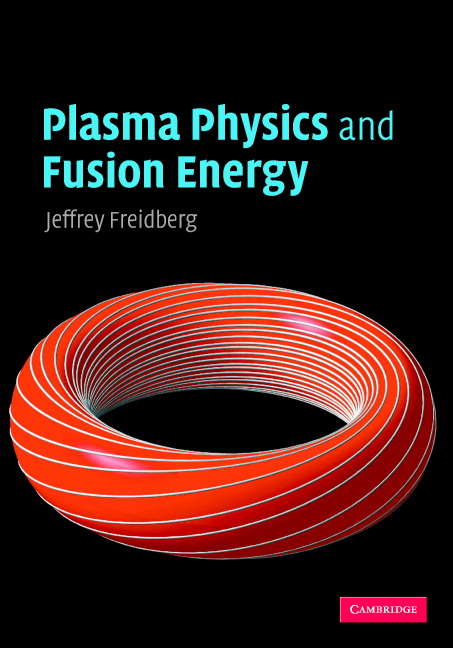 Plasma Physics and
Fusion Energy
Jeffrey Freidberg
CAMBRIDGE